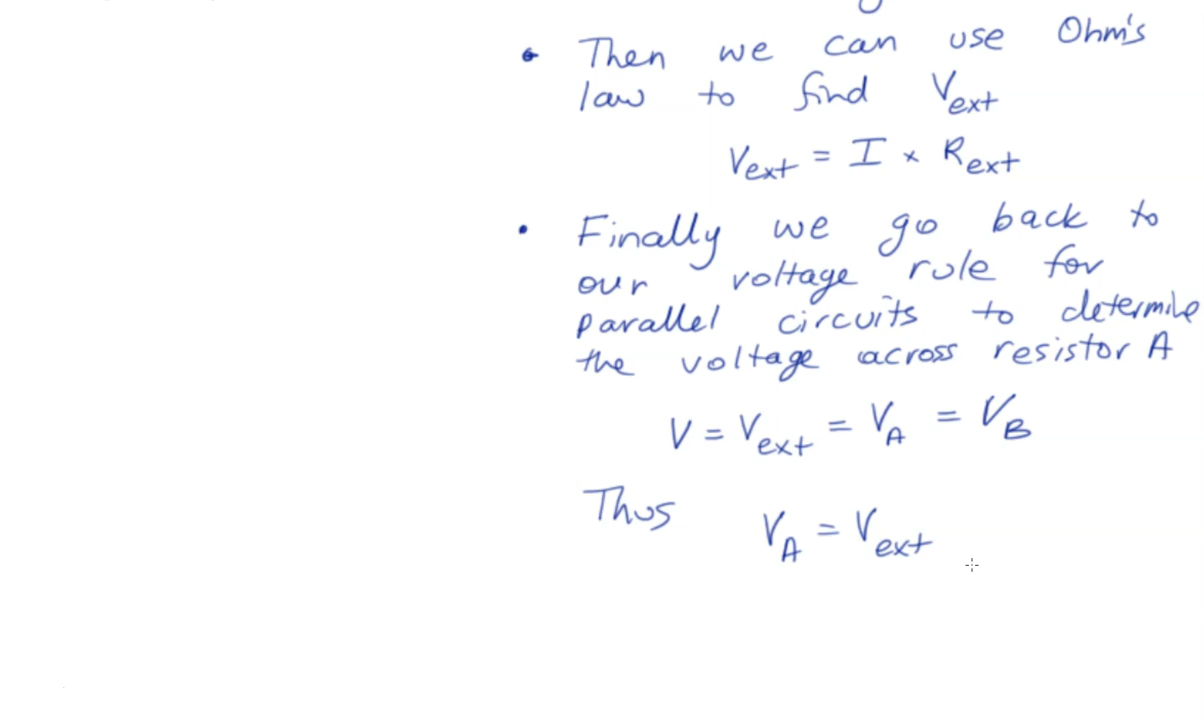 • Then we can use Ohm's
law to find Vext
Vext = I × Rext
• Finally we go back to
our voltage rule for
parallel circuits to determine
the voltage across resistor A
V = Vext = VA = VB
Thus VA = Vext